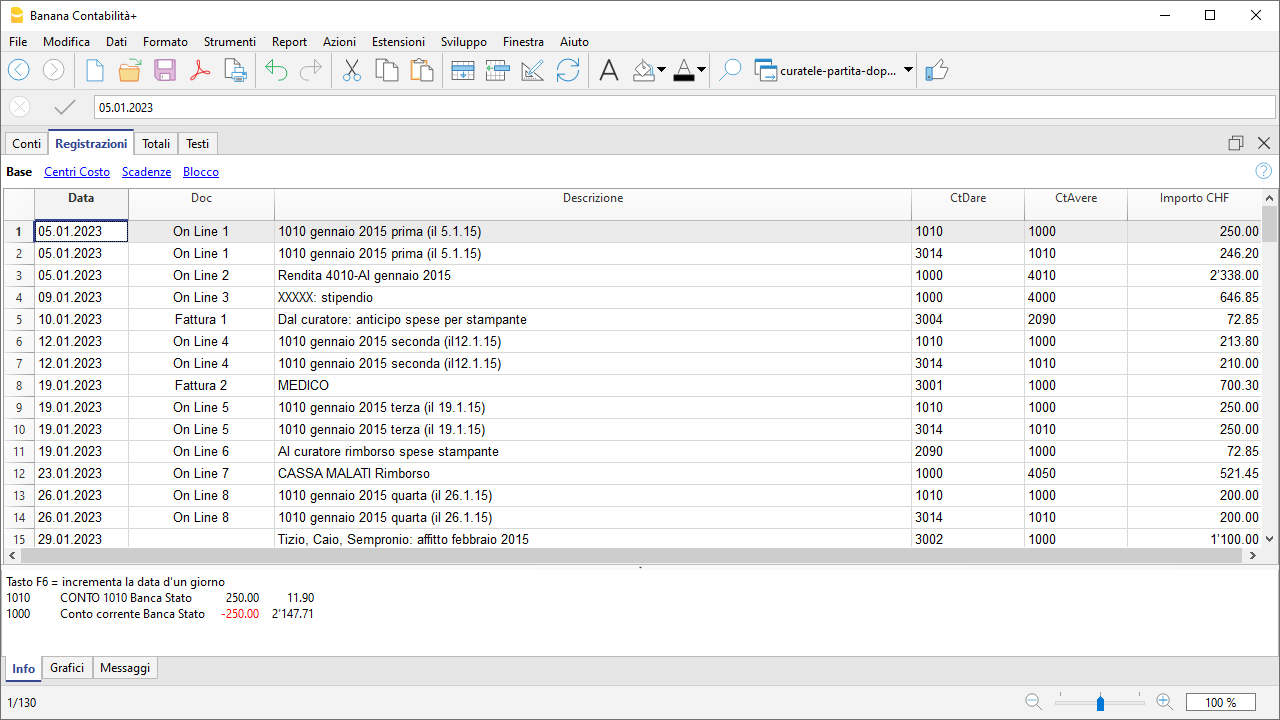 Banana Contabilità+
File Modifica Dati Formato Strumenti Report Azioni Estensioni Sviluppo Finestra Aiuto
curatele-partita-dop...
05.01.2023
Conti Registrazioni Totali Testi
Base Centri Costo Scadenze Blocco
Data Doc Descrizione CtDare CtAvere Importo CHF
1 05.01.2023 On Line 1 1010 gennaio 2015 prima (il 5.1.15) 1010 1000 250.00
2 05.01.2023 On Line 1 1010 gennaio 2015 prima (il 5.1.15) 3014 1010 246.20
3 05.01.2023 On Line 2 Rendita 4010-AI gennaio 2015 1000 4010 2'338.00
4 09.01.2023 On Line 3 XXXXX: stipendio 1000 4000 646.85
5 10.01.2023 Fattura 1 Dal curatore: anticipo spese per stampante 3004 2090 72.85
6 12.01.2023 On Line 4 1010 gennaio 2015 seconda (il12.1.15) 1010 1000 213.80
7 12.01.2023 On Line 4 1010 gennaio 2015 seconda (il12.1.15) 3014 1010 210.00
8 19.01.2023 Fattura 2 MEDICO 3001 1000 700.30
9 19.01.2023 On Line 5 1010 gennaio 2015 terza (il 19.1.15) 1010 1000 250.00
10 19.01.2023 On Line 5 1010 gennaio 2015 terza (il 19.1.15) 3014 1010 250.00
11 19.01.2023 On Line 6 Al curatore rimborso spese stampante 2090 1000 72.85
12 23.01.2023 On Line 7 CASSA MALATI Rimborso 1000 4050 521.45
13 26.01.2023 On Line 8 1010 gennaio 2015 quarta (il 26.1.15) 1010 1000 200.00
14 26.01.2023 On Line 8 1010 gennaio 2015 quarta (il 26.1.15) 3014 1010 200.00
15 29.01.2023 Tizio, Caio, Sempronio: affitto febbraio 2015 3002 1000 1'100.00
Tasto F6 = incrementa la data d'un giorno
1010 CONTO 1010 Banca Stato 250.00 11.90
1000 Conto corrente Banca Stato -250.00 2'147.71
Info Grafici Messaggi
1/130 100 %